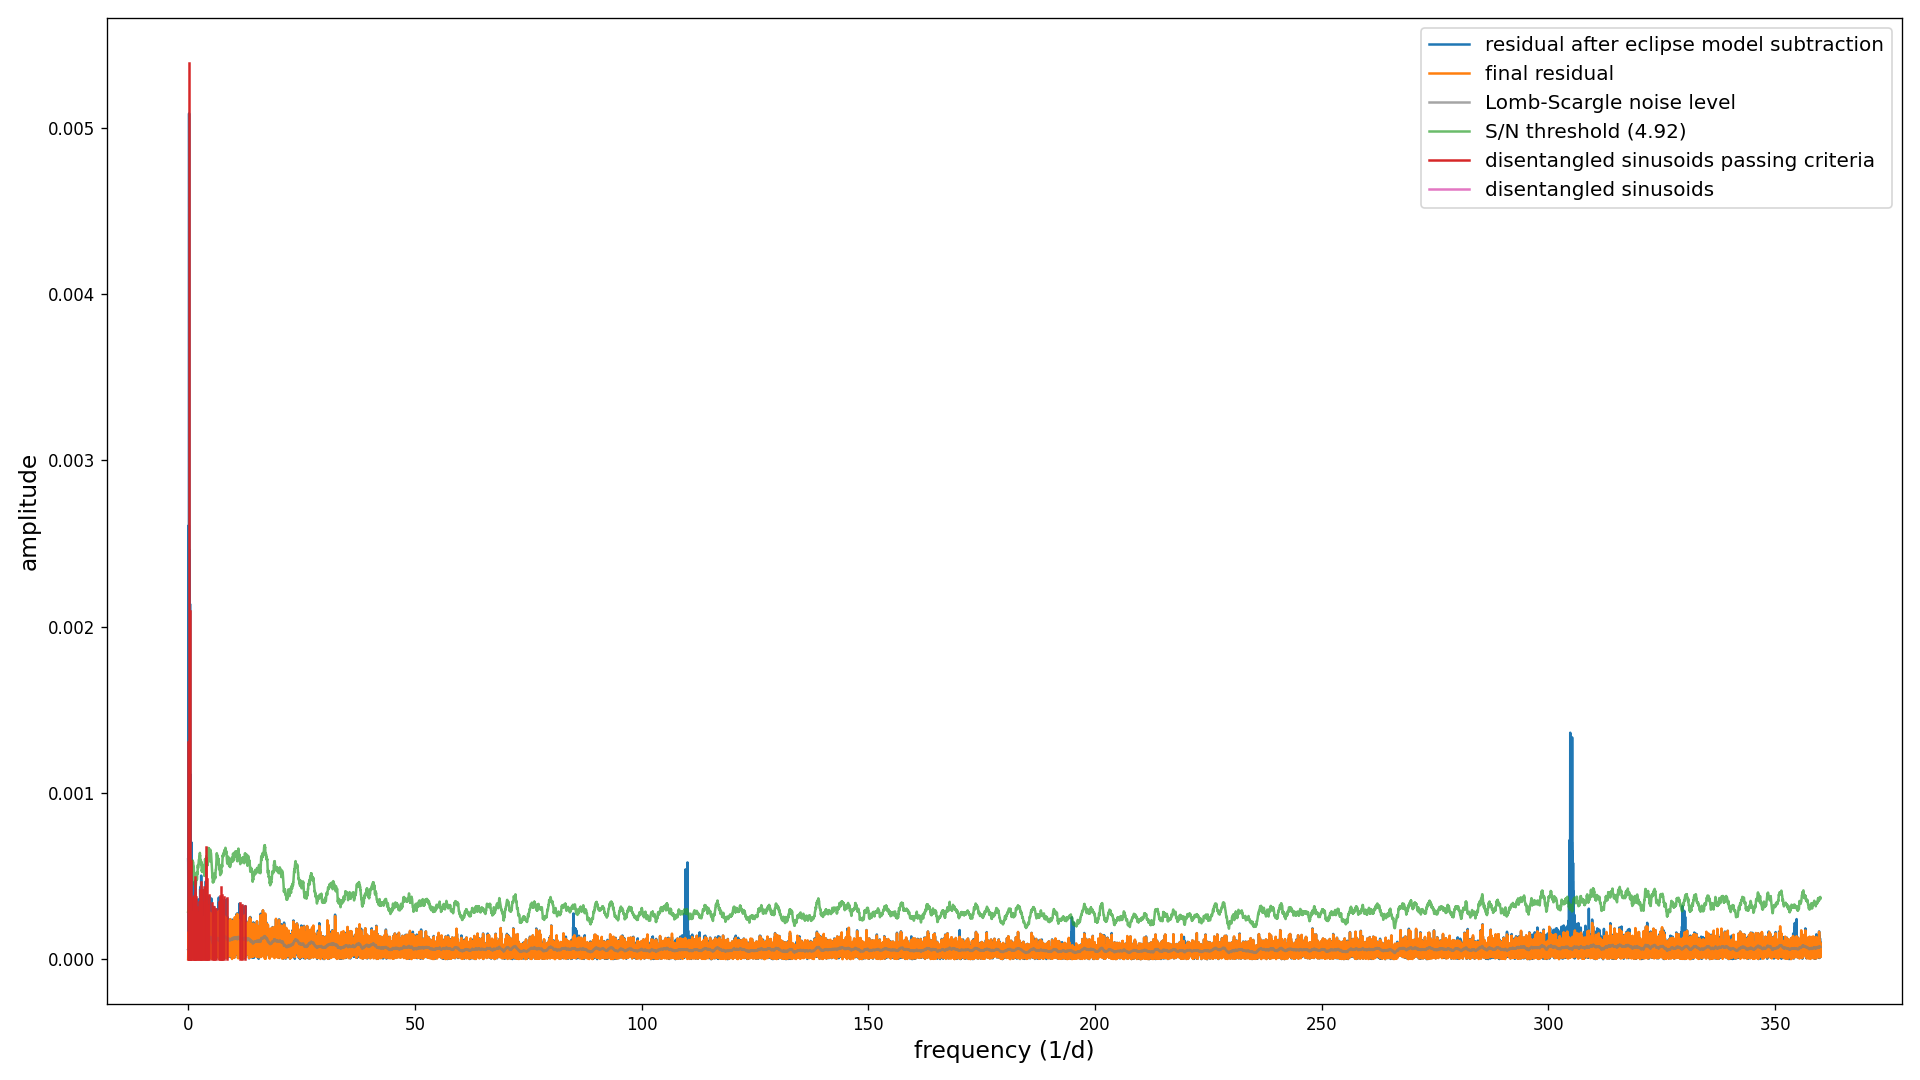 residual after eclipse model subtraction
final residual
Lomb-Scargle noise level
S/N threshold (4.92)
disentangled sinusoids passing criteria
disentangled sinusoids
0.005
0.004
0.003
0.002
0.001
0.000
amplitude
0 50 100 150 200 250 300 350
frequency (1/d)